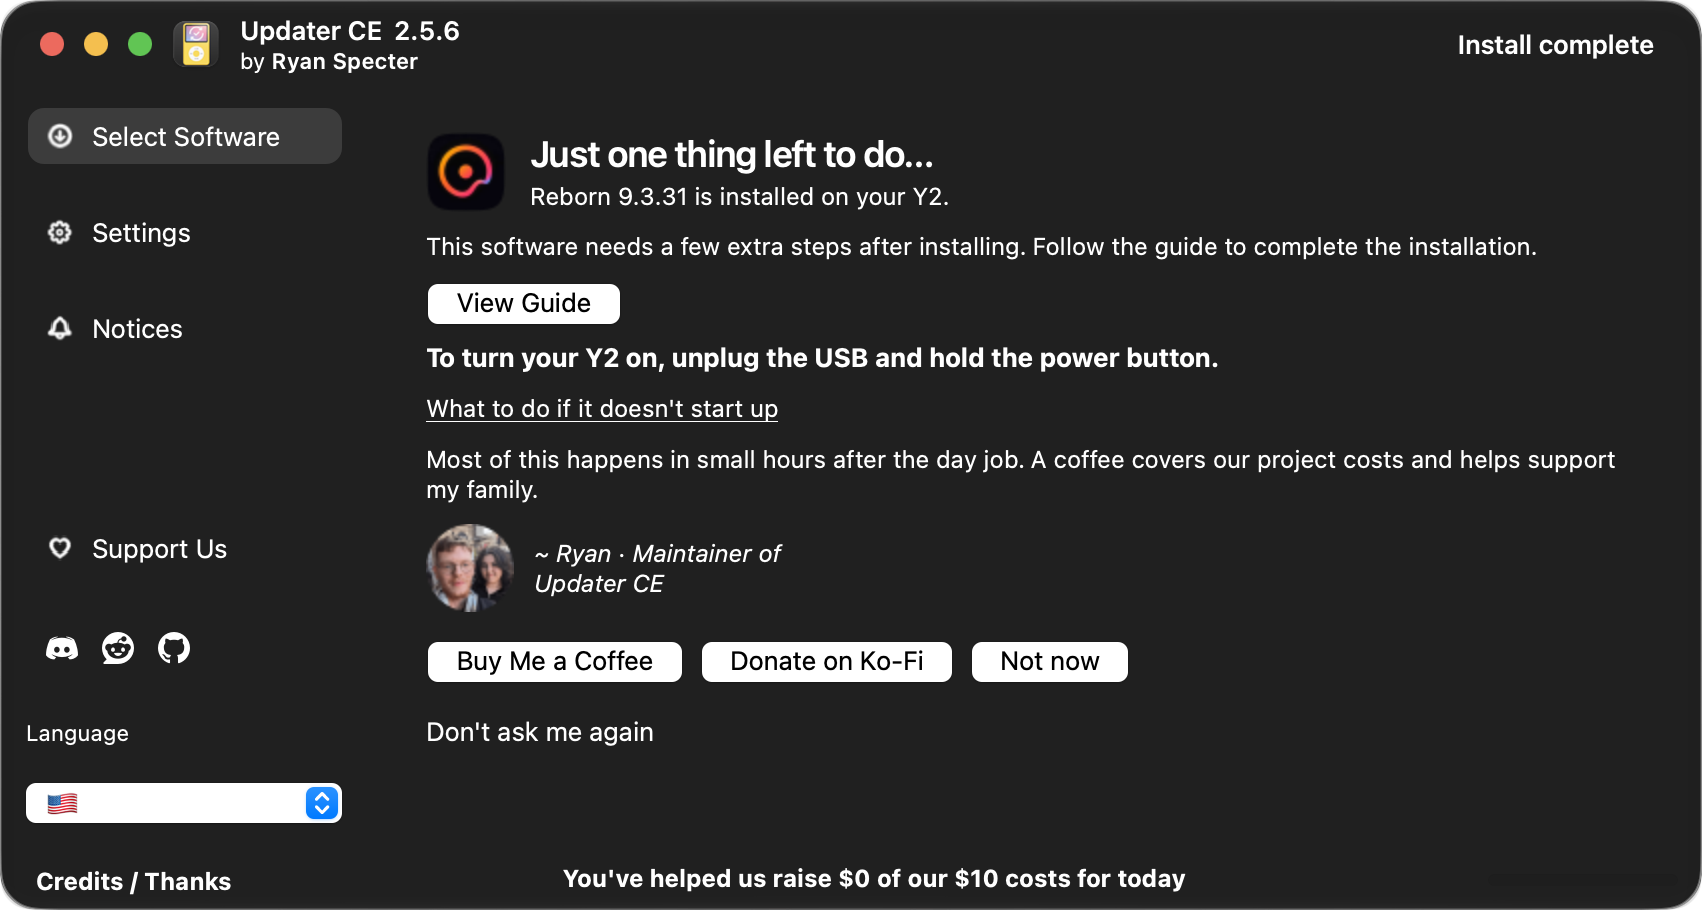 Updater CE 2.5.6
by Ryan Specter
Install complete
Select Software
Settings
Notices
Support Us
Language
Credits / Thanks
Just one thing left to do...
Reborn 9.3.31 is installed on your Y2.
This software needs a few extra steps after installing. Follow the guide to complete the installation.
View Guide
To turn your Y2 on, unplug the USB and hold the power button.
What to do if it doesn't start up
Most of this happens in small hours after the day job. A coffee covers our project costs and helps support
my family.
~ Ryan · Maintainer of
Updater CE
Buy Me a Coffee
Donate on Ko-Fi
Not now
Don't ask me again
You've helped us raise $0 of our $10 costs for today